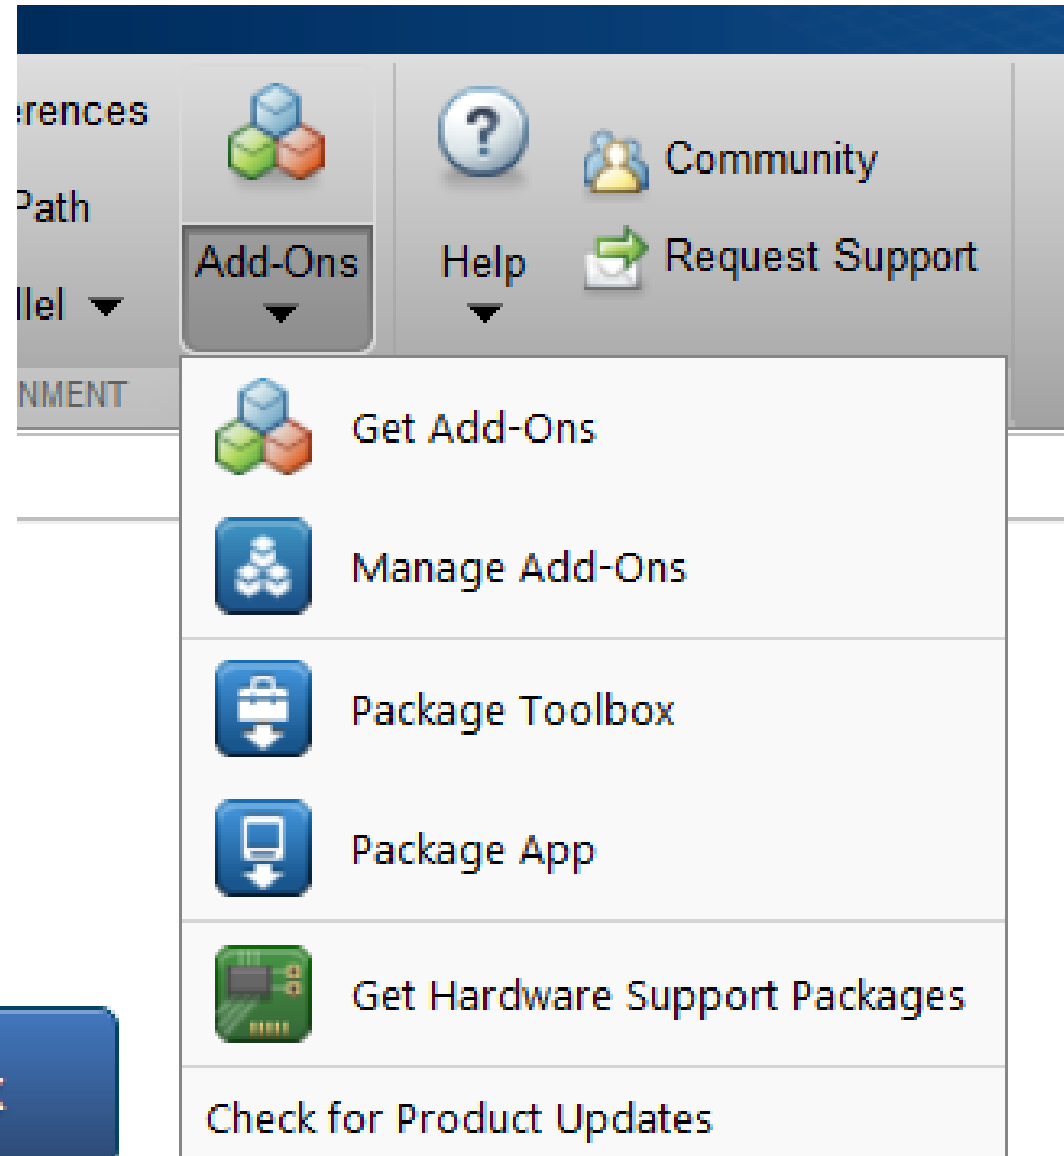 erences
Path
llel
Add-Ons
Help
Community
Request Support
NMENT
Get Add-Ons
Manage Add-Ons
Package Toolbox
Package App
Get Hardware Support Packages
Check for Product Updates